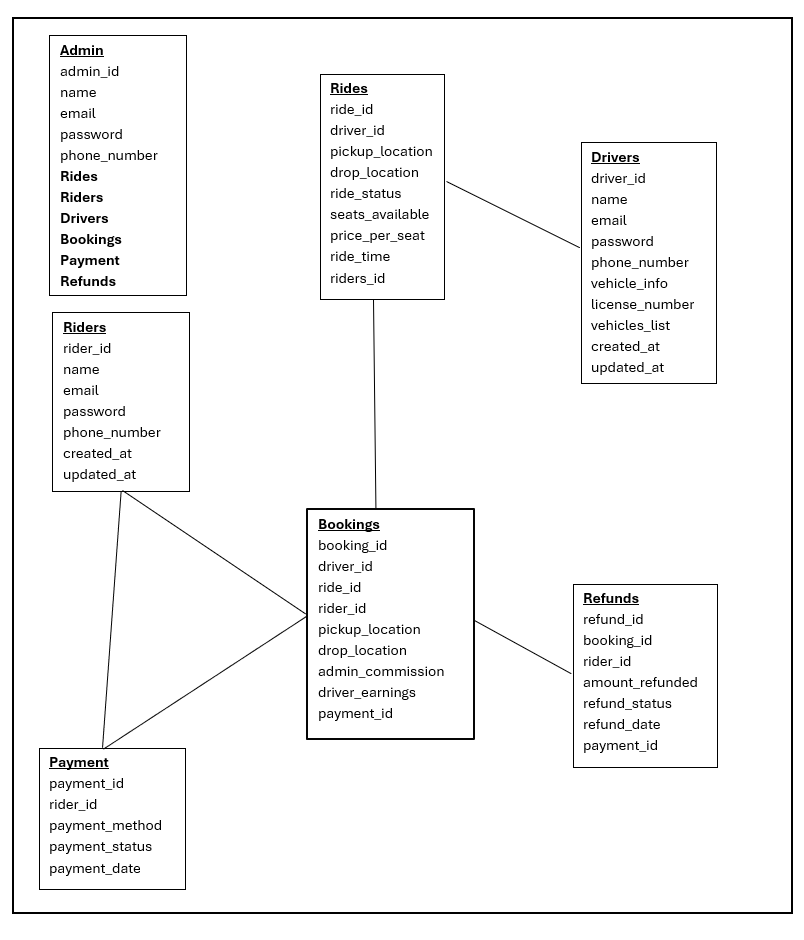 Admin
admin_id
name
email
password
phone_number
Rides
Riders
Drivers
Bookings
Payment
Refunds
Rides
ride_id
driver_id
pickup_location
drop_location
ride_status
seats_available
price_per_seat
ride_time
riders_id
Drivers
driver_id
name
email
password
phone_number
vehicle_info
license_number
vehicles_list
created_at
updated_at
Riders
rider_id
name
email
password
phone_number
created_at
updated_at
Bookings
booking_id
driver_id
ride_id
rider_id
pickup_location
drop_location
admin_commission
driver_earnings
payment_id
Refunds
refund_id
booking_id
rider_id
amount_refunded
refund_status
refund_date
payment_id
Payment
payment_id
rider_id
payment_method
payment_status
payment_date